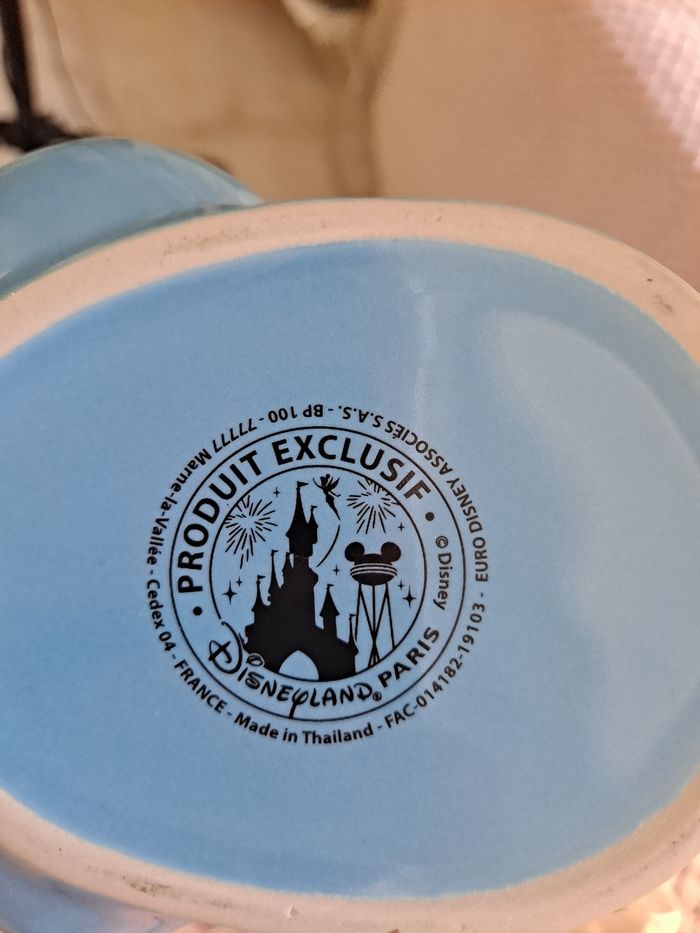 • PRODUIT EXCLUSIF •
© Disney
DISNEYLAND® PARIS
EURO DISNEY ASSOCIÉS S.A.S. - BP 100 - 77777 Marne-la-Vallée - Cedex 04 - FRANCE - Made in Thailand - FAC-014182-19103 -